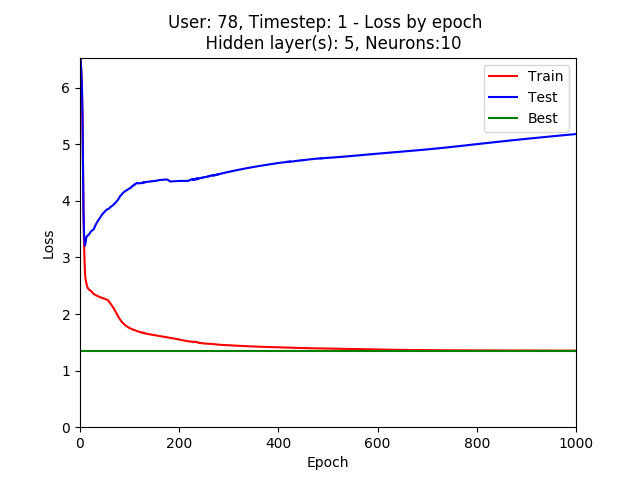 User: 78, Timestep: 1 - Loss by epoch
Hidden layer(s): 5, Neurons:10
Train
Test
Best
6
5
4
3
2
1
0
Loss
0 200 400 600 800 1000
Epoch